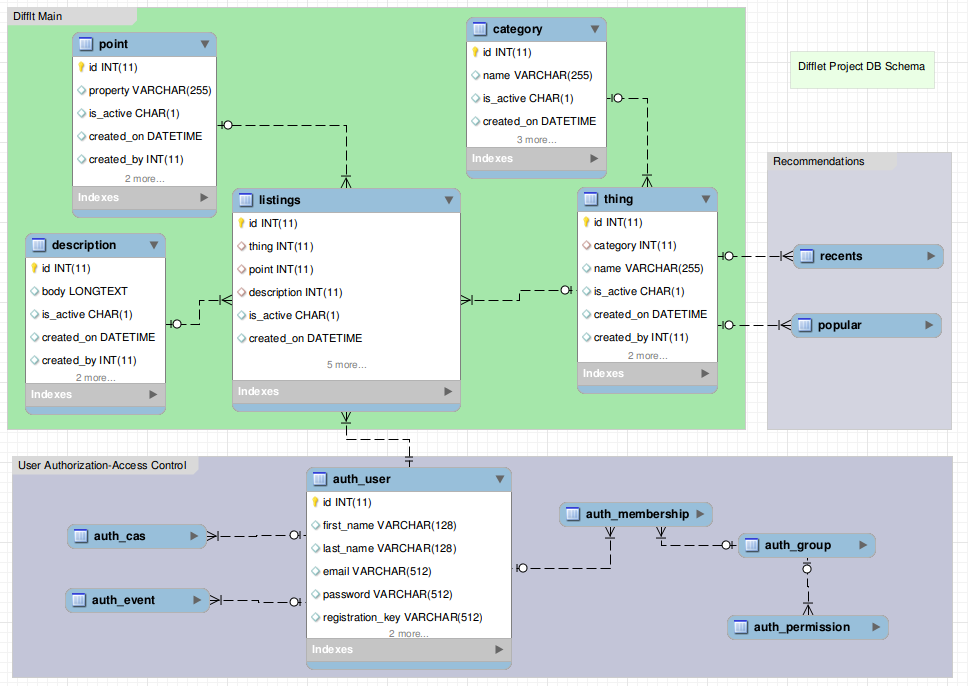 Difflt Main
point
id INT(11)
property VARCHAR(255)
is_active CHAR(1)
created_on DATETIME
created_by INT(11)
2 more...
Indexes
category
id INT(11)
name VARCHAR(255)
is_active CHAR(1)
created_on DATETIME
3 more...
Indexes
Difflet Project DB Schema
description
id INT(11)
body LONGTEXT
is_active CHAR(1)
created_on DATETIME
created_by INT(11)
2 more...
Indexes
listings
id INT(11)
thing INT(11)
point INT(11)
description INT(11)
is_active CHAR(1)
created_on DATETIME
5 more...
Indexes
thing
id INT(11)
category INT(11)
name VARCHAR(255)
is_active CHAR(1)
created_on DATETIME
created_by INT(11)
2 more...
Indexes
Recommendations
recents
popular
User Authorization-Access Control
auth_cas
auth_event
auth_user
id INT(11)
first_name VARCHAR(128)
last_name VARCHAR(128)
email VARCHAR(512)
password VARCHAR(512)
registration_key VARCHAR(512)
2 more...
Indexes
auth_membership
auth_group
auth_permission